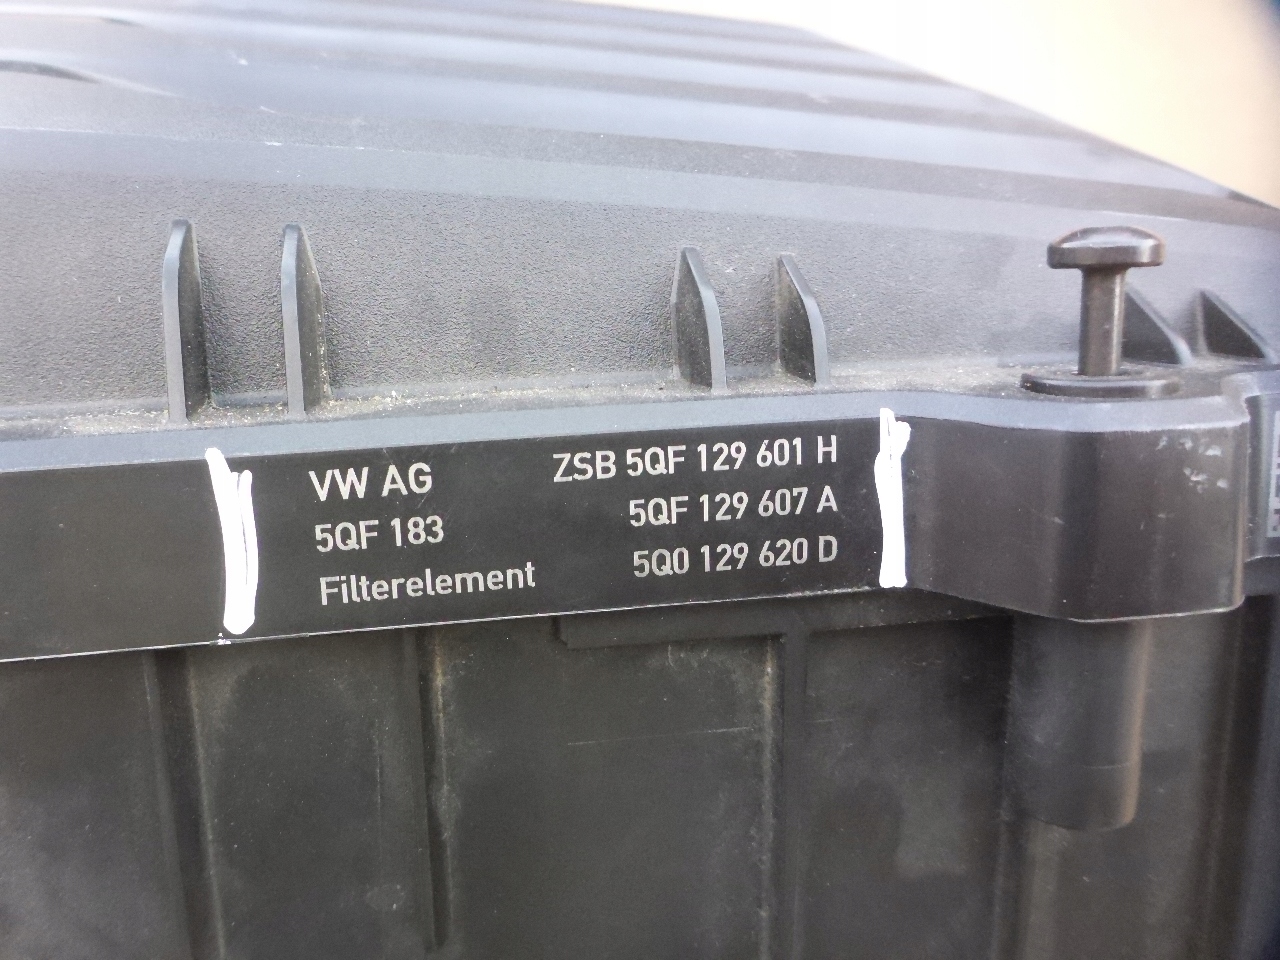 VW AG ZSB 5QF 129 601 H
5QF 183 5QF 129 607 A
Filterelement 5Q0 129 620 D